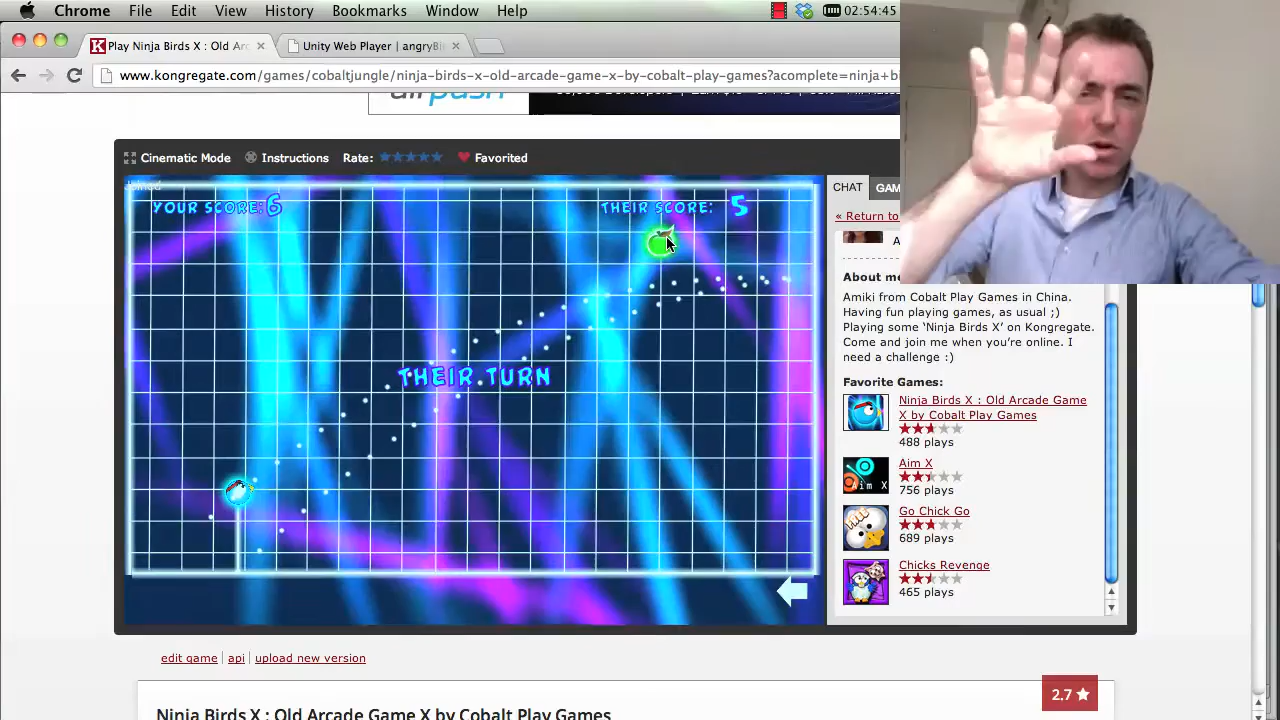 Chrome File Edit View History Bookmarks Window Help 02:54:45
Play Ninja Birds X : Old Arc
Unity Web Player | angryBi
www.kongregate.com/games/cobaltjungle/ninja-birds-x-old-arcade-game-x-by-cobalt-play-games?acomplete=ninja+bi
Cinematic Mode Instructions Rate: Favorited
YOUR SCORE: 6 THEIR SCORE: 5
THEIR TURN
CHAT GAM
« Return to
A
About me
Amiki from Cobalt Play Games in China.
Having fun playing games, as usual ;)
Playing some 'Ninja Birds X' on Kongregate.
Come and join me when you're online. I
need a challenge :)
Favorite Games:
Ninja Birds X : Old Arcade Game
X by Cobalt Play Games
488 plays
Aim X
756 plays
Aim X
Go Chick Go
689 plays
FREE
Chicks Revenge
465 plays
edit game api upload new version
2.7
Ninja Birds X : Old Arcade Game X by Cobalt Play Games